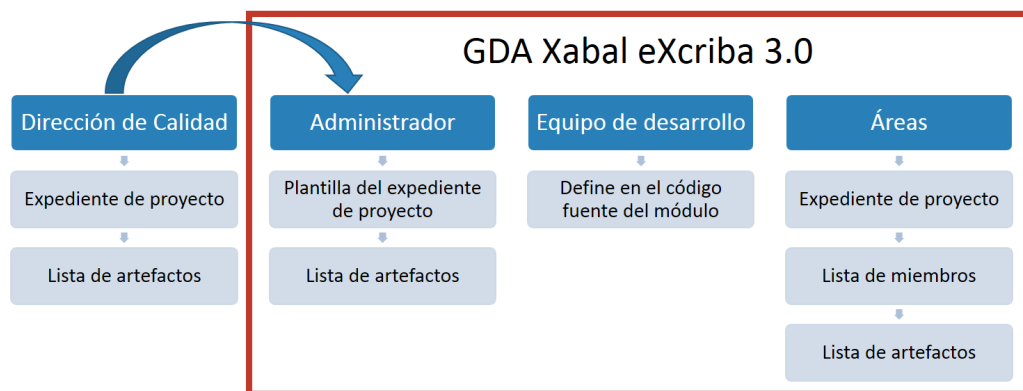 GDA Xabal eXcriba 3.0
Dirección de Calidad
Expediente de proyecto
Lista de artefactos
Administrador
Plantilla del expediente
de proyecto
Lista de artefactos
Equipo de desarrollo
Define en el código
fuente del módulo
Áreas
Expediente de proyecto
Lista de miembros
Lista de artefactos